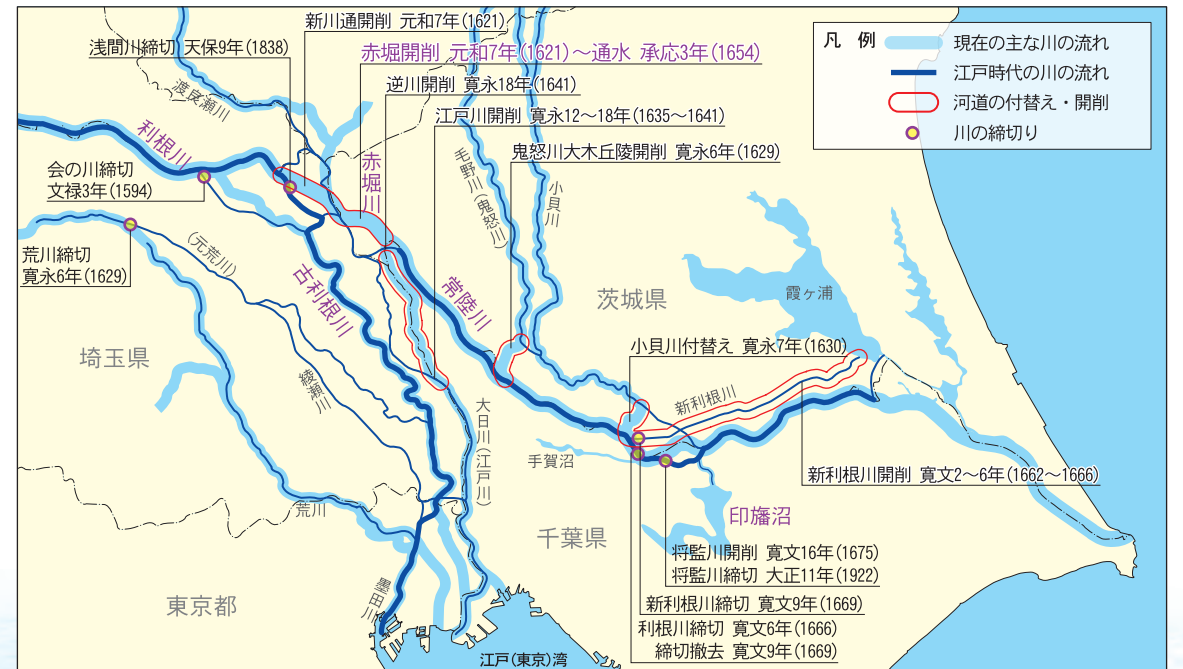 新川通開削 元和7年(1621)
浅間川締切 天保9年(1838)
赤堀開削 元和7年(1621)～通水 承応3年(1654)
逆川開削 寛永18年(1641)
江戸川開削 寛永12～18年(1635～1641)
鬼怒川大木丘陵開削 寛永6年(1629)
凡 例
現在の主な川の流れ
江戸時代の川の流れ
河道の付替え・開削
川の締切り
渡良瀬川
利根川
赤堀川
毛野川(鬼怒川)
小貝川
会の川締切
文禄3年(1594)
荒川締切
寛永6年(1629)
(元荒川)
古利根川
常陸川
茨城県
霞ヶ浦
埼玉県
綾瀬川
小貝川付替え 寛永7年(1630)
新利根川
大日川(江戸川)
手賀沼
新利根川開削 寛文2～6年(1662～1666)
荒川
印旛沼
千葉県
将監川開削 寛文16年(1675)
将監川締切 大正11年(1922)
新利根川締切 寛文9年(1669)
利根川締切 寛文6年(1666)
締切撤去 寛文9年(1669)
東京都
墨田川
江戸(東京)湾